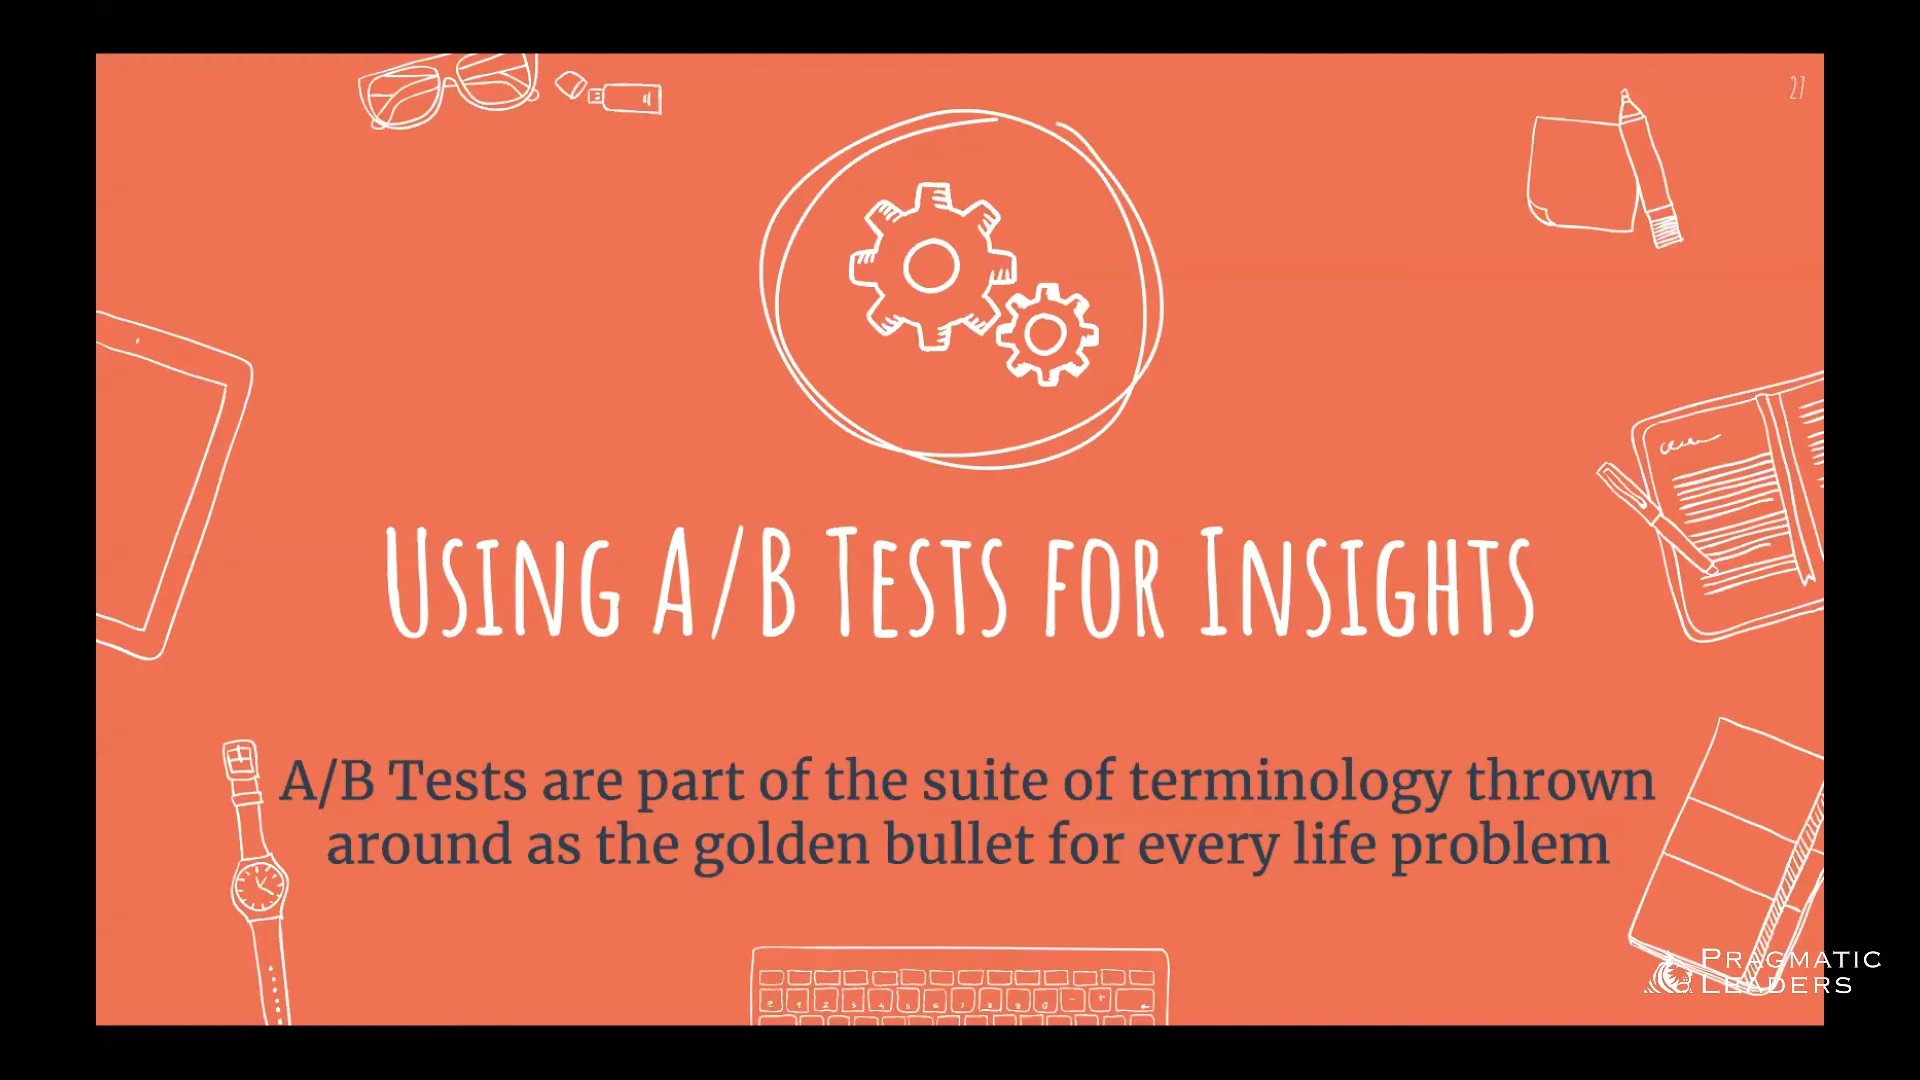 27
Using A/B Tests for Insights
A/B Tests are part of the suite of terminology thrown
around as the golden bullet for every life problem
Pragmatic
Leaders